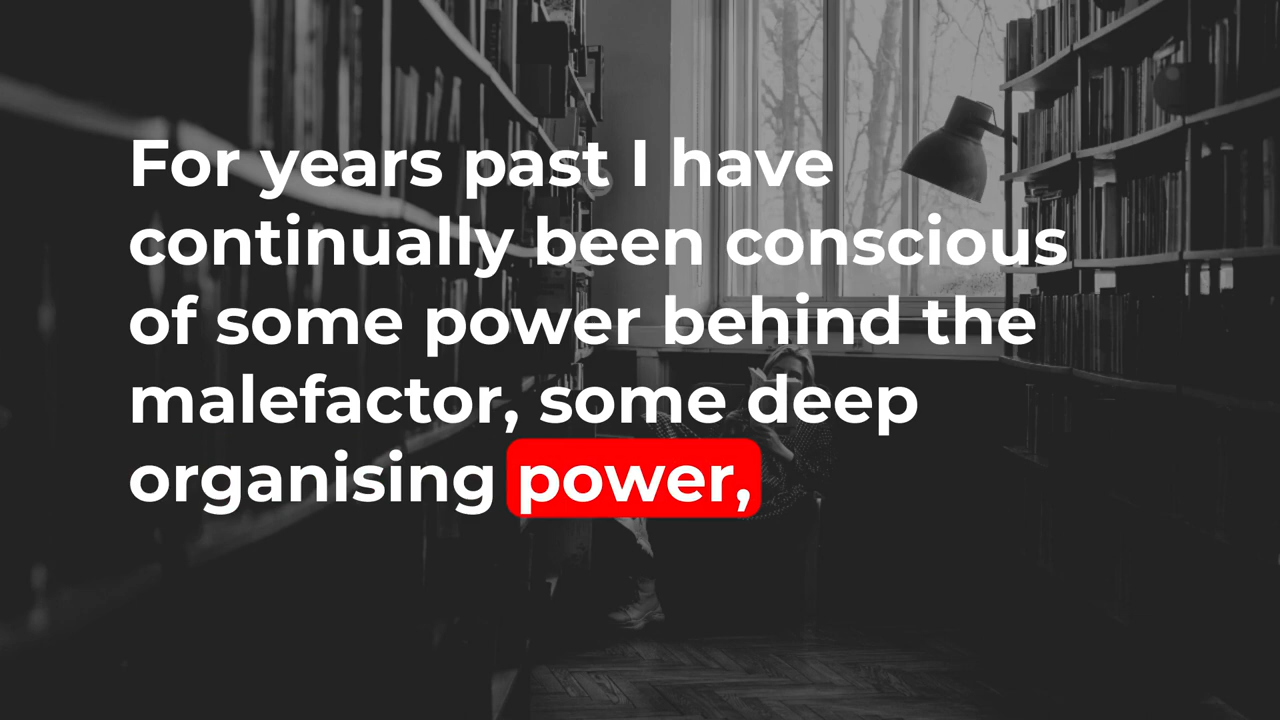 For years past I have
continually been conscious
of some power behind the
malefactor, some deep
organising power,